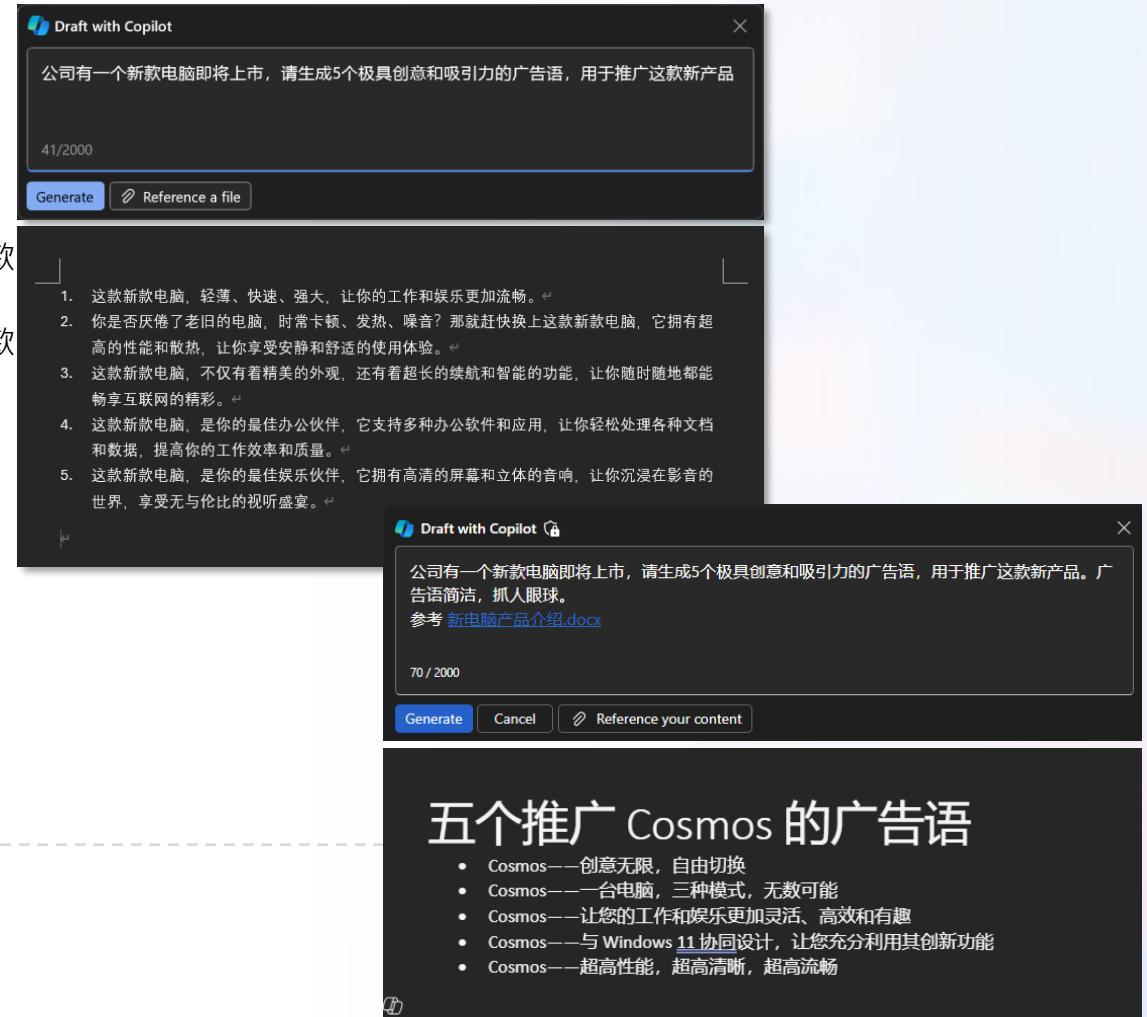 Draft with Copilot
公司有一个新款电脑即将上市，请生成5个极具创意和吸引力的广告语，用于推广这款新产品
41/2000
Generate
Reference a file
款
款
1. 这款新款电脑，轻薄、快速、强大，让你的工作和娱乐更加流畅。
2. 你是否厌倦了老旧的电脑，时常卡顿、发热、噪音？那就赶快换上这款新款电脑，它拥有超
高的性能和散热，让你享受安静和舒适的使用体验。
3. 这款新款电脑，不仅有着精美的外观，还有着超长的续航和智能的功能，让你随时随地都能
畅享互联网的精彩。
4. 这款新款电脑，是你的最佳办公伙伴，它支持多种办公软件和应用，让你轻松处理各种文档
和数据，提高你的工作效率和质量。
5. 这款新款电脑，是你的最佳娱乐伙伴，它拥有高清的屏幕和立体的音响，让你沉浸在影音的
世界，享受无与伦比的视听盛宴。
Draft with Copilot
公司有一个新款电脑即将上市，请生成5个极具创意和吸引力的广告语，用于推广这款新产品。广
告语简洁，抓人眼球。
参考 新电脑产品介绍.docx
70 / 2000
Generate
Cancel
Reference your content
五个推广 Cosmos 的广告语
• Cosmos——创意无限，自由切换
• Cosmos——一台电脑，三种模式，无数可能
• Cosmos——让您的工作和娱乐更加灵活、高效和有趣
• Cosmos——与 Windows 11 协同设计，让您充分利用其创新功能
• Cosmos——超高性能，超高清晰，超高流畅